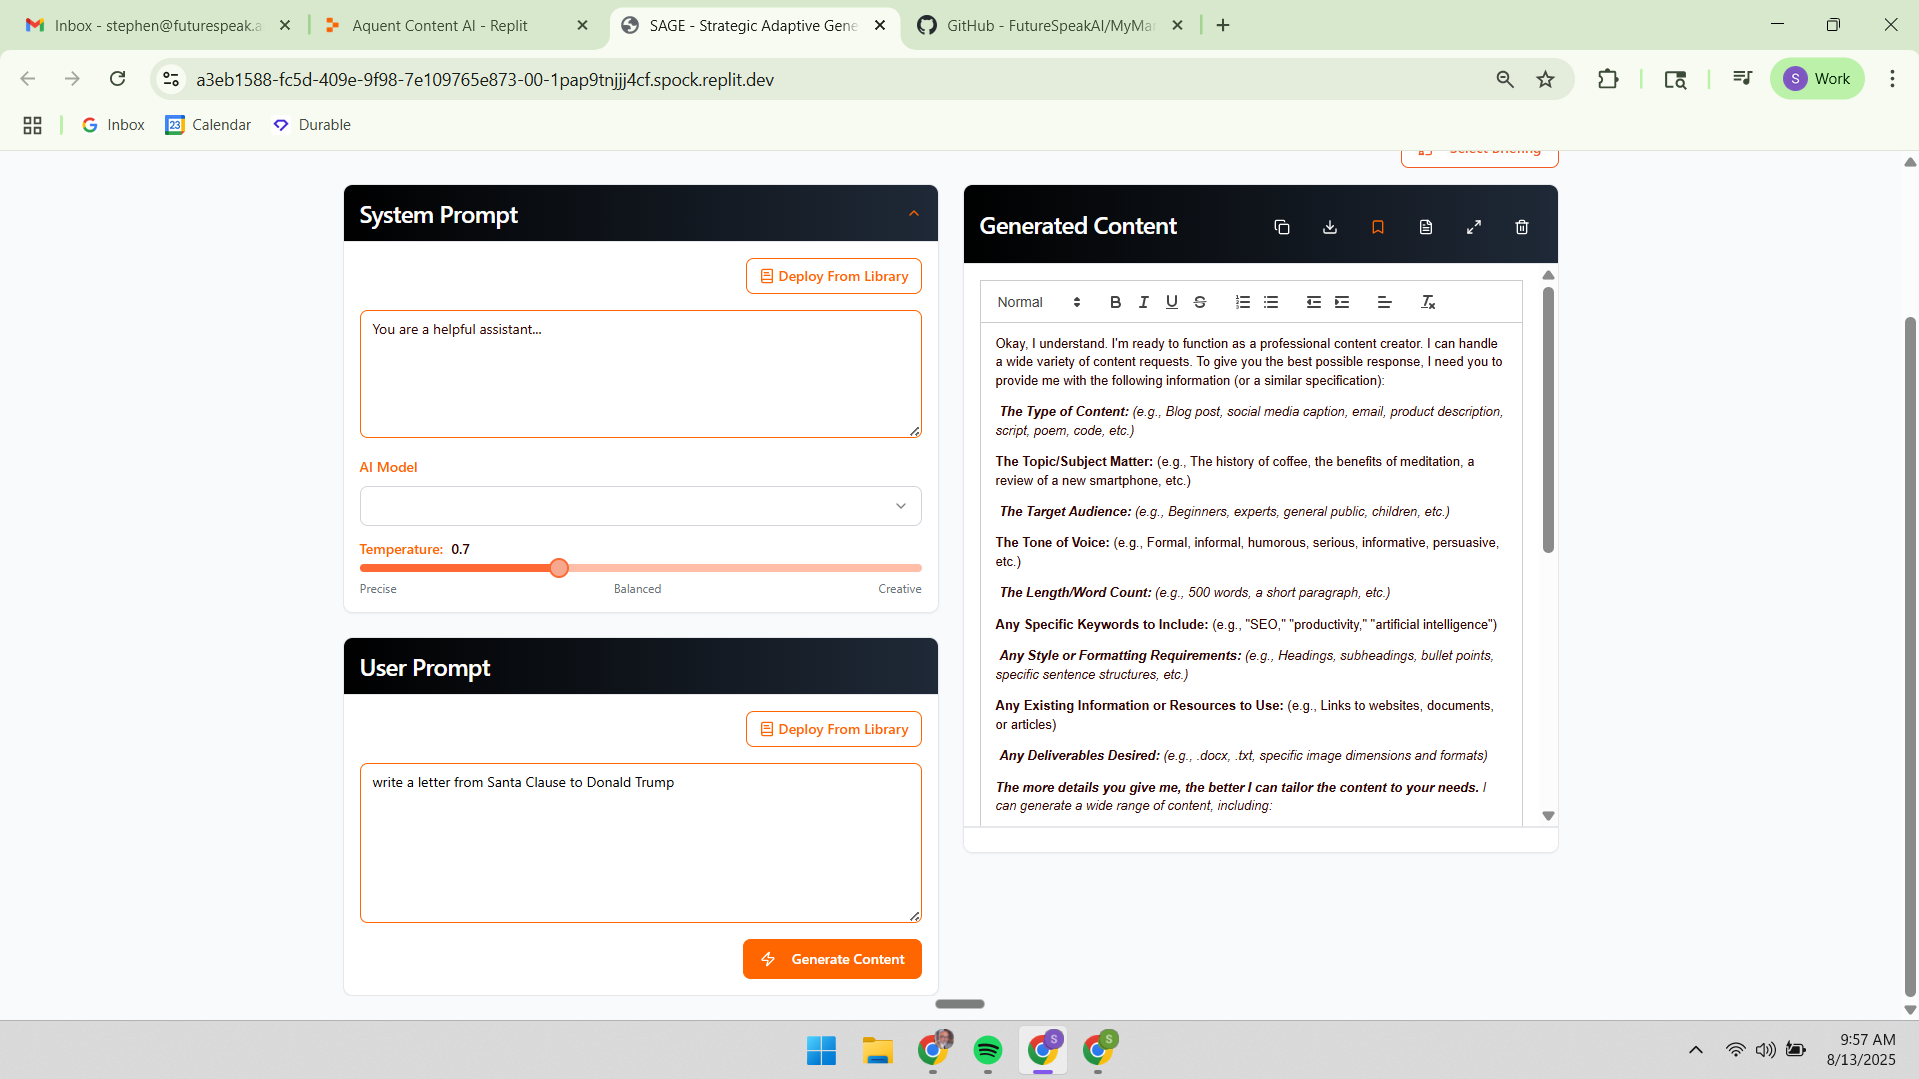 Inbox - stephen@futurespeak.a
Aquent Content AI - Replit
SAGE - Strategic Adaptive Gene
GitHub - FutureSpeakAI/MyMar
a3eb1588-fc5d-409e-9f98-7e109765e873-00-1pap9tnjjj4cf.spock.replit.dev
S
Work
Inbox
23
Calendar
Durable
Select Briefing
System Prompt
Deploy From Library
You are a helpful assistant...
AI Model
Temperature: 0.7
Precise
Balanced
Creative
User Prompt
Deploy From Library
write a letter from Santa Clause to Donald Trump
Generate Content
Generated Content
Normal
Okay, I understand. I'm ready to function as a professional content creator. I can handle
a wide variety of content requests. To give you the best possible response, I need you to
provide me with the following information (or a similar specification):
The Type of Content: (e.g., Blog post, social media caption, email, product description,
script, poem, code, etc.)
The Topic/Subject Matter: (e.g., The history of coffee, the benefits of meditation, a
review of a new smartphone, etc.)
The Target Audience: (e.g., Beginners, experts, general public, children, etc.)
The Tone of Voice: (e.g., Formal, informal, humorous, serious, informative, persuasive,
etc.)
The Length/Word Count: (e.g., 500 words, a short paragraph, etc.)
Any Specific Keywords to Include: (e.g., "SEO," "productivity," "artificial intelligence")
Any Style or Formatting Requirements: (e.g., Headings, subheadings, bullet points,
specific sentence structures, etc.)
Any Existing Information or Resources to Use: (e.g., Links to websites, documents,
or articles)
Any Deliverables Desired: (e.g., .docx, .txt, specific image dimensions and formats)
The more details you give me, the better I can tailor the content to your needs. I
can generate a wide range of content, including:
S
S
9:57 AM
8/13/2025